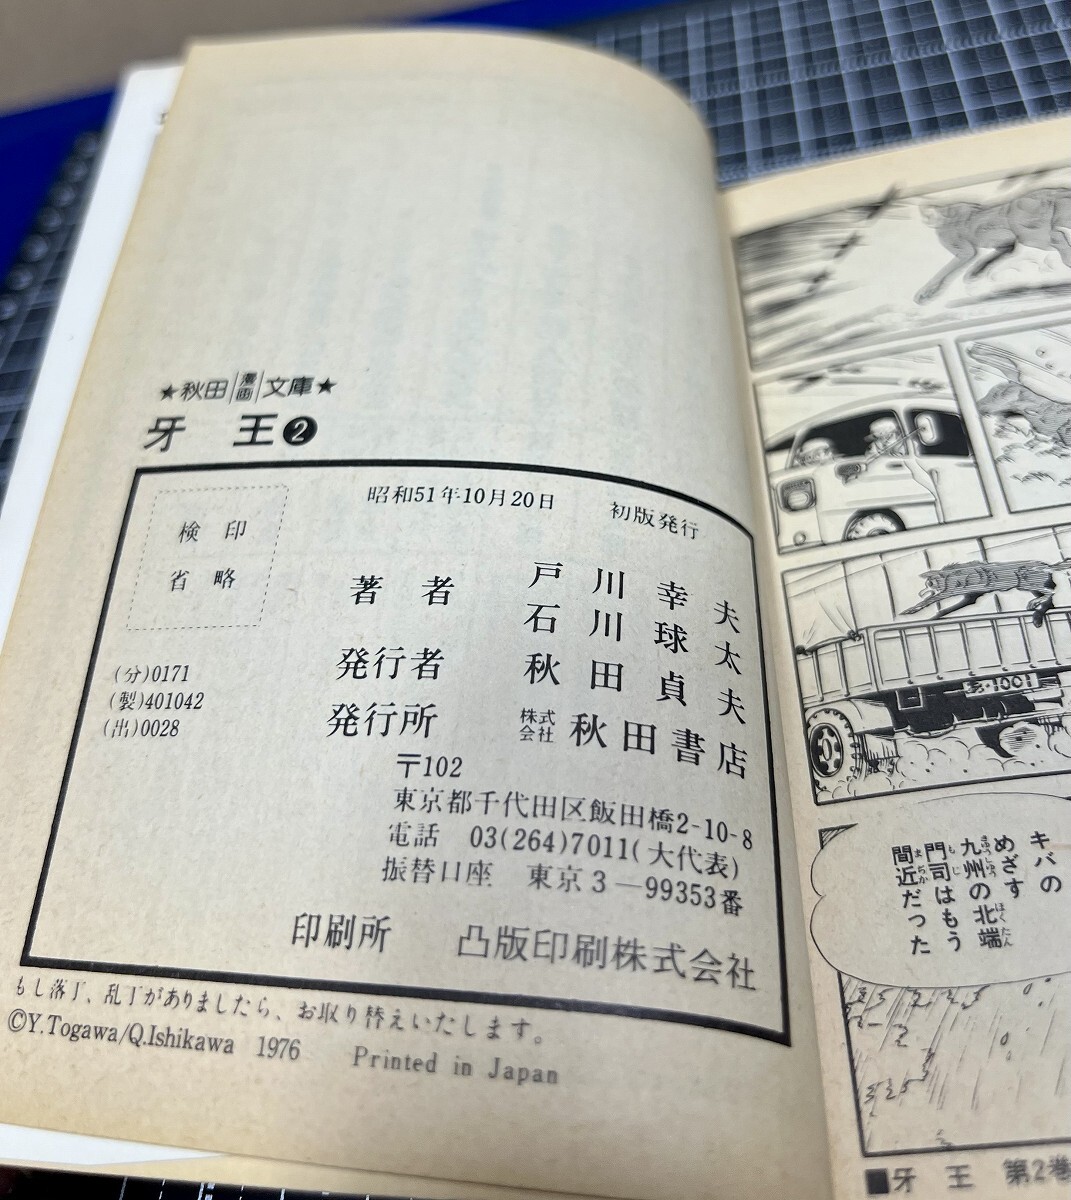 ★秋田漫画文庫★
牙 王❷
検印
省略
昭和51年10月20日 初版発行
著者 戸川幸夫
石川球太
発行者 秋田貞夫
発行所 株式会社 秋田書店
〒102
東京都千代田区飯田橋2-10-8
電話 03(264)7011(大代表)
振替口座 東京3—99353番
印刷所 凸版印刷株式会社
(分)0171
(製)401042
(出)0028
もし落丁、乱丁がありましたら、お取り替えいたします。
©Y.Togawa/Q.Ishikawa 1976 Printed in Japan
・1001
キバの
めざす
九州の北端
門司はもう
間近だった
■牙 王 第2巻